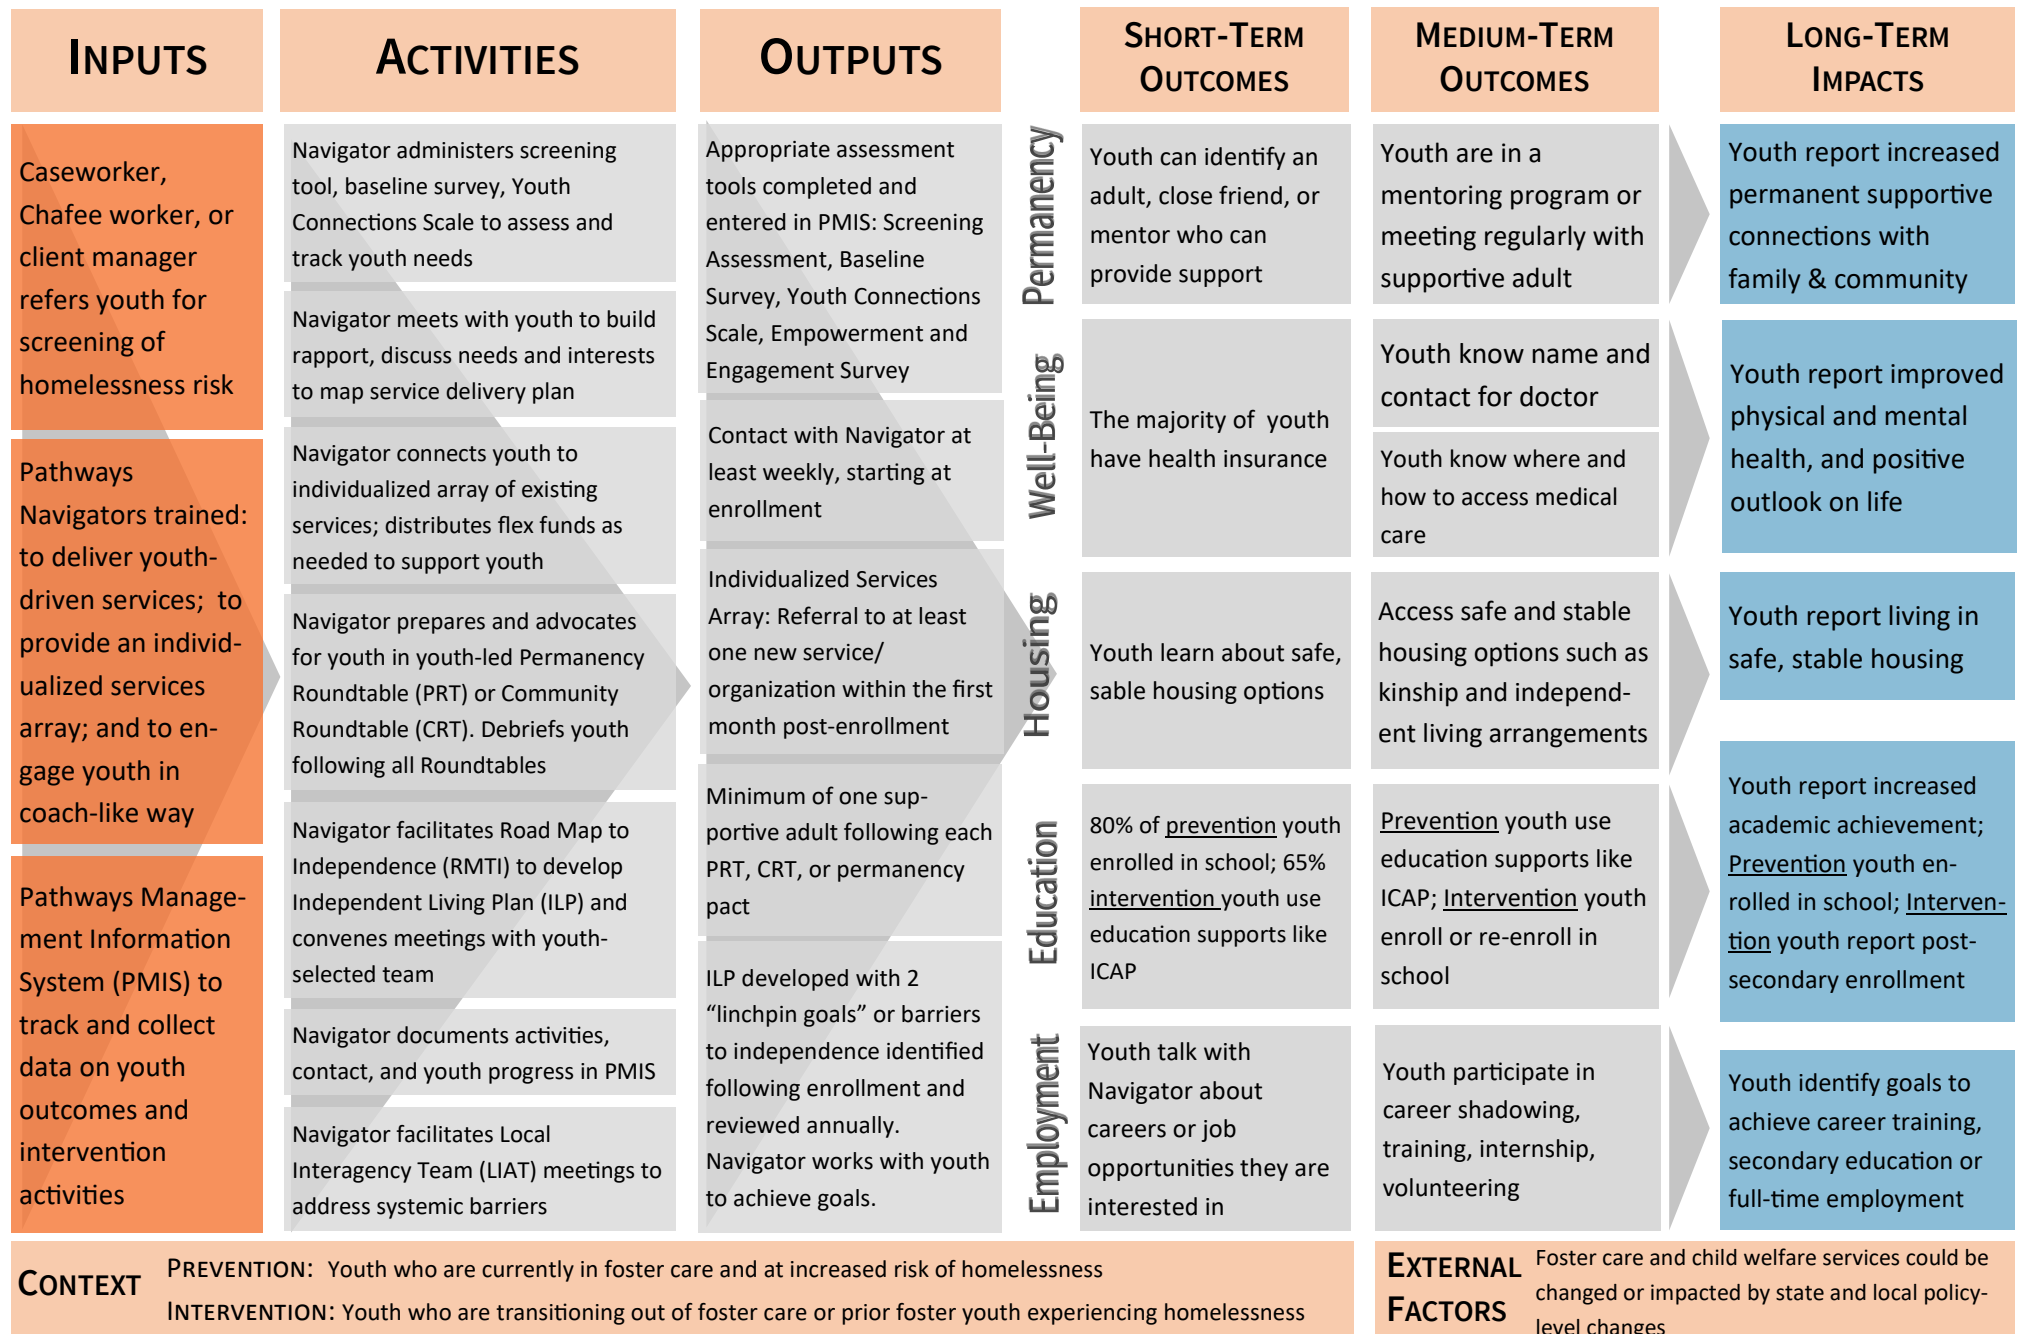 INPUTS
ACTIVITIES
OUTPUTS
SHORT-TERM
OUTCOMES
MEDIUM-TERM
OUTCOMES
LONG-TERM
IMPACTS
Caseworker,
Chafee worker, or
client manager
refers youth for
screening of
homelessness risk
Pathways
Navigators trained:
to deliver youth-
driven services; to
provide an individ-
ualized services
array; and to en-
gage youth in
coach-like way
Pathways Manage-
ment Information
System (PMIS) to
track and collect
data on youth
outcomes and
intervention
activities
Navigator administers screening
tool, baseline survey, Youth
Connections Scale to assess and
track youth needs
Navigator meets with youth to build
rapport, discuss needs and interests
to map service delivery plan
Navigator connects youth to
individualized array of existing
services; distributes flex funds as
needed to support youth
Navigator prepares and advocates
for youth in youth-led Permanency
Roundtable (PRT) or Community
Roundtable (CRT). Debriefs youth
following all Roundtables
Navigator facilitates Road Map to
Independence (RMTI) to develop
Independent Living Plan (ILP) and
convenes meetings with youth-
selected team
Navigator documents activities,
contact, and youth progress in PMIS
Navigator facilitates Local
Interagency Team (LIAT) meetings to
address systemic barriers
Appropriate assessment
tools completed and
entered in PMIS: Screening
Assessment, Baseline
Survey, Youth Connections
Scale, Empowerment and
Engagement Survey
Contact with Navigator at
least weekly, starting at
enrollment
Individualized Services
Array: Referral to at least
one new service/
organization within the first
month post-enrollment
Minimum of one sup-
portive adult following each
PRT, CRT, or permanency
pact
ILP developed with 2
“linchpin goals” or barriers
to independence identified
following enrollment and
reviewed annually.
Navigator works with youth
to achieve goals.
Permanency
Youth can identify an
adult, close friend, or
mentor who can
provide support
Youth are in a
mentoring program or
meeting regularly with
supportive adult
Youth report increased
permanent supportive
connections with
family & community
Well-Being
The majority of youth
have health insurance
Youth know name and
contact for doctor
Youth know where and
how to access medical
care
Youth report improved
physical and mental
health, and positive
outlook on life
Housing
Youth learn about safe,
sable housing options
Access safe and stable
housing options such as
kinship and independ-
ent living arrangements
Youth report living in
safe, stable housing
Education
80% of prevention youth
enrolled in school; 65%
intervention youth use
education supports like
ICAP
Prevention youth use
education supports like
ICAP; Intervention youth
enroll or re-enroll in
school
Youth report increased
academic achievement;
Prevention youth en-
rolled in school; Interven-
tion youth report post-
secondary enrollment
Employment
Youth talk with
Navigator about
careers or job
opportunities they are
interested in
Youth participate in
career shadowing,
training, internship,
volunteering
Youth identify goals to
achieve career training,
secondary education or
full-time employment
CONTEXT
PREVENTION: Youth who are currently in foster care and at increased risk of homelessness
INTERVENTION: Youth who are transitioning out of foster care or prior foster youth experiencing homelessness
EXTERNAL
FACTORS
Foster care and child welfare services could be
changed or impacted by state and local policy-
level changes